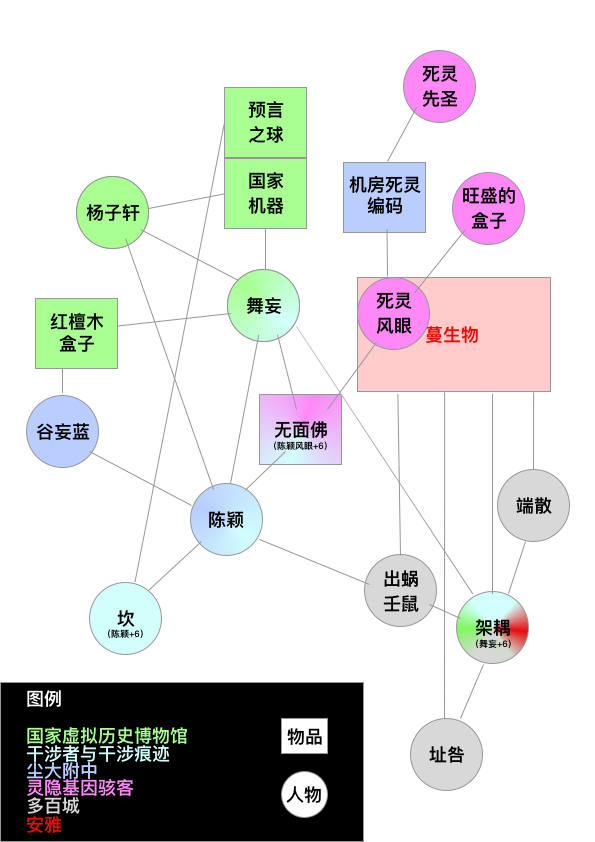 死灵
先圣
预言
之球
国家
机器
机房死灵
编码
杨子轩
旺盛的
盒子
舞妄
死灵
风眼
蔓生物
红檀木
盒子
谷妄蓝
无面佛
(陈颖风眼+6)
陈颖
端散
出蜗
壬鼠
坎
(陈颖+6)
架耦
(舞妄+6)
址咎
图例
国家虚拟历史博物馆
干涉者与干涉痕迹
尘大附中
灵隐基因骇客
多百城
安雅
物品
人物